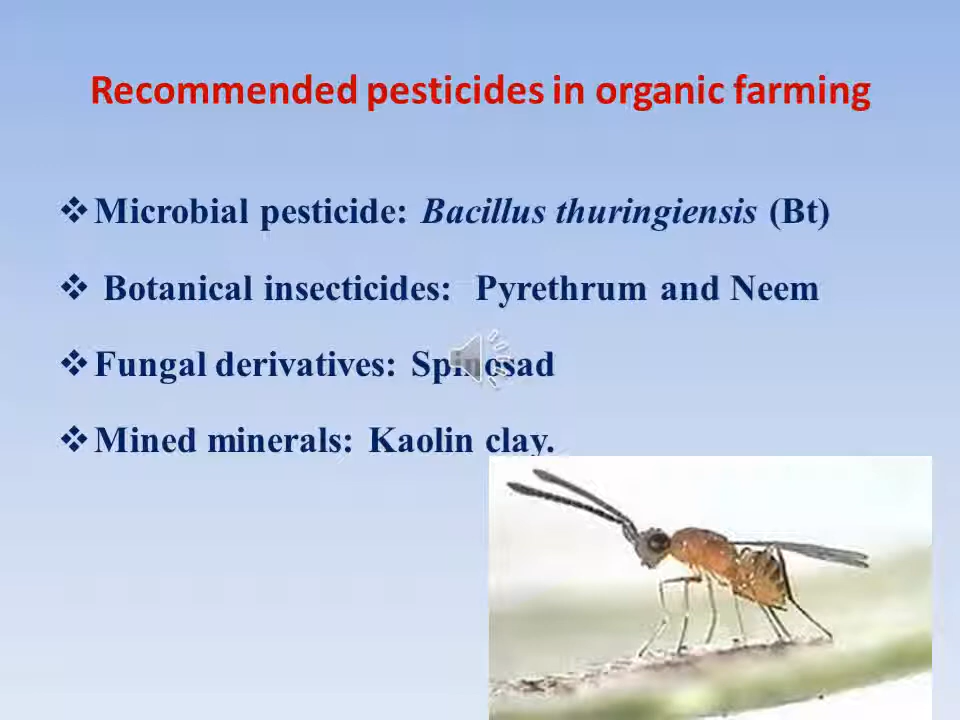 Recommended pesticides in organic farming
❖ Microbial pesticide: Bacillus thuringiensis (Bt)
❖ Botanical insecticides: Pyrethrum and Neem
❖ Fungal derivatives: Spinosad
❖ Mined minerals: Kaolin clay.